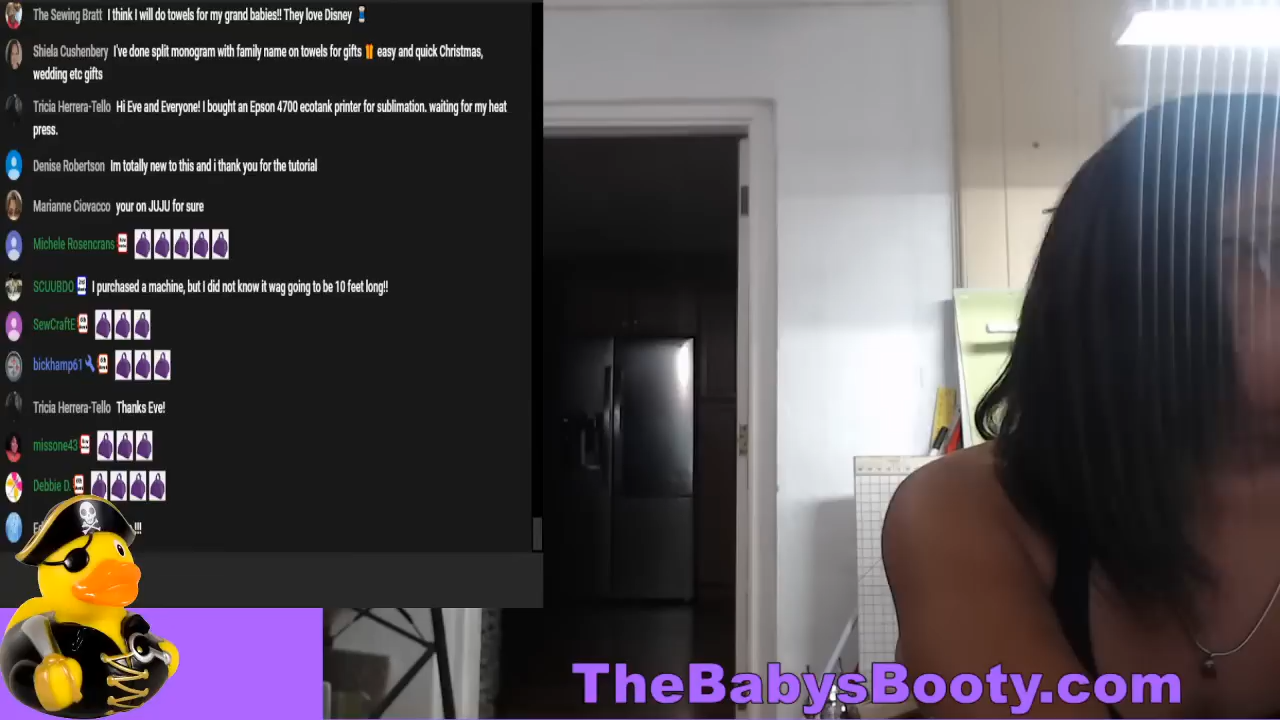 The Sewing Bratt I think I will do towels for my grand babies!! They love Disney
Shiela Cushenbery I've done split monogram with family name on towels for gifts easy and quick Christmas,
wedding etc gifts
Tricia Herrera-Tello Hi Eve and Everyone! I bought an Epson 4700 ecotank printer for sublimation. waiting for my heat
press.
Denise Robertson Im totally new to this and i thank you for the tutorial
Marianne Ciovacco your on JUJU for sure
Michele Rosencrans
SCUUBDO I purchased a machine, but I did not know it wag going to be 10 feet long!!
SewCraftE
bickhamp61
Tricia Herrera-Tello Thanks Eve!
missone43
Debbie D.
!!!
TheBabysBooty.com